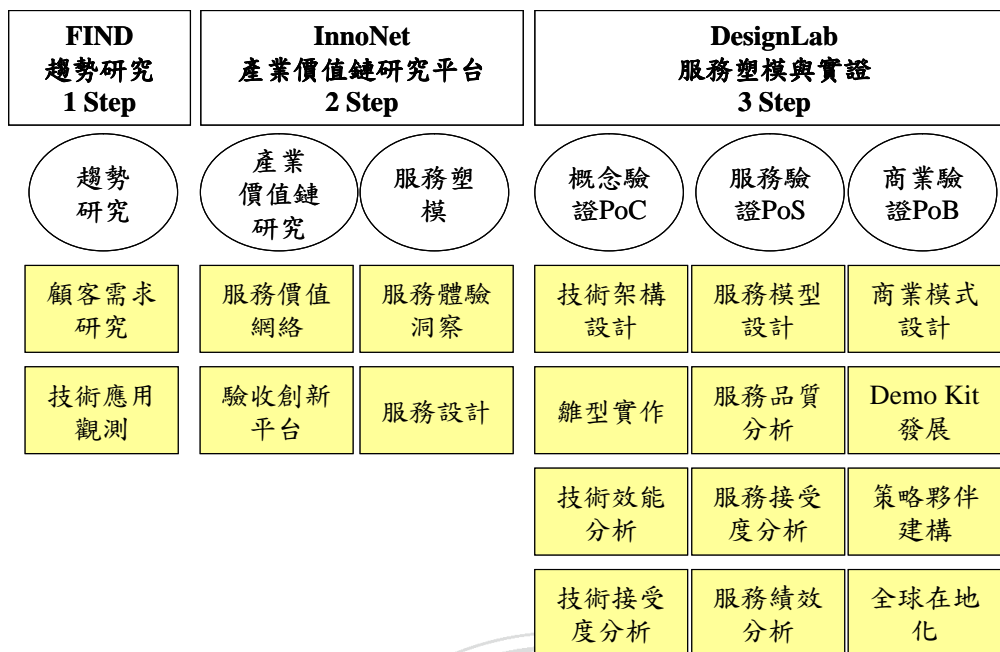 FIND
趨勢研究
1 Step
InnoNet
產業價值鏈研究平台
2 Step
DesignLab
服務塑模與實證
3 Step
趨勢
研究
產業
價值鏈
研究
服務塑
模
概念驗
證PoC
服務驗
證PoS
商業驗
證PoB
顧客需求
研究
服務價值
網絡
服務體驗
洞察
技術架構
設計
服務模型
設計
商業模式
設計
技術應用
觀測
驗收創新
平台
服務設計
雛型實作
服務品質
分析
Demo Kit
發展
技術效能
分析
服務接受
度分析
策略夥伴
建構
技術接受
度分析
服務績效
分析
全球在地
化